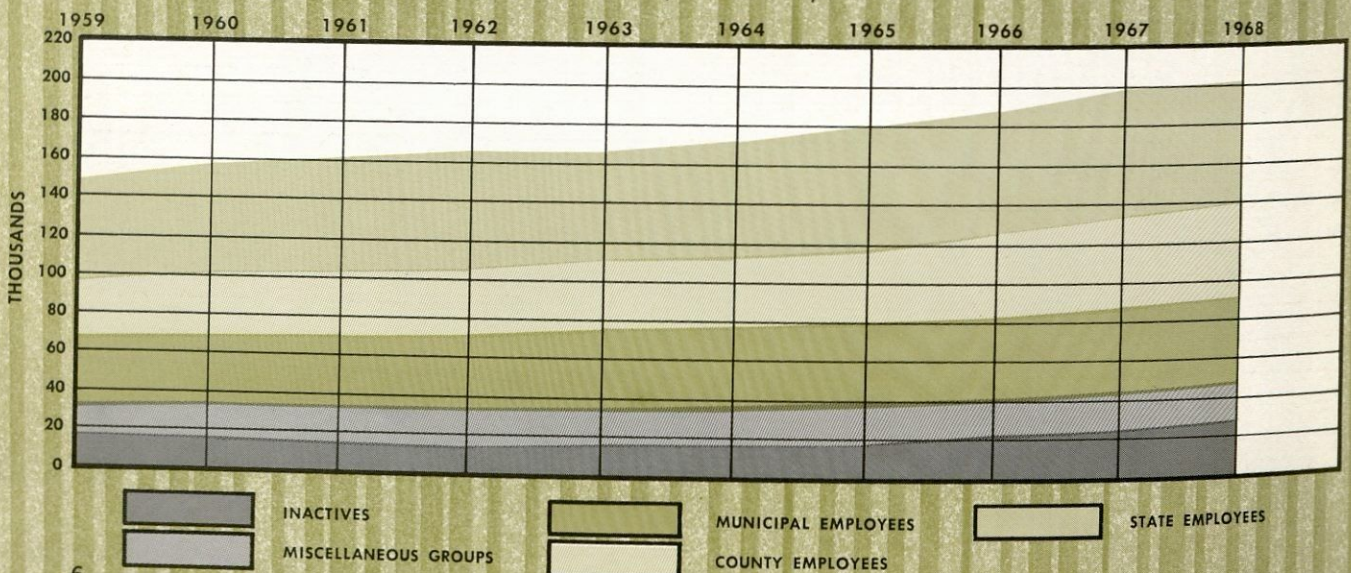 1959 1960 1961 1962 1963 1964 1965 1966 1967 1968
220
200
180
160
140
120
100
80
60
40
20
0
THOUSANDS
INACTIVES
MISCELLANEOUS GROUPS
MUNICIPAL EMPLOYEES
COUNTY EMPLOYEES
STATE EMPLOYEES